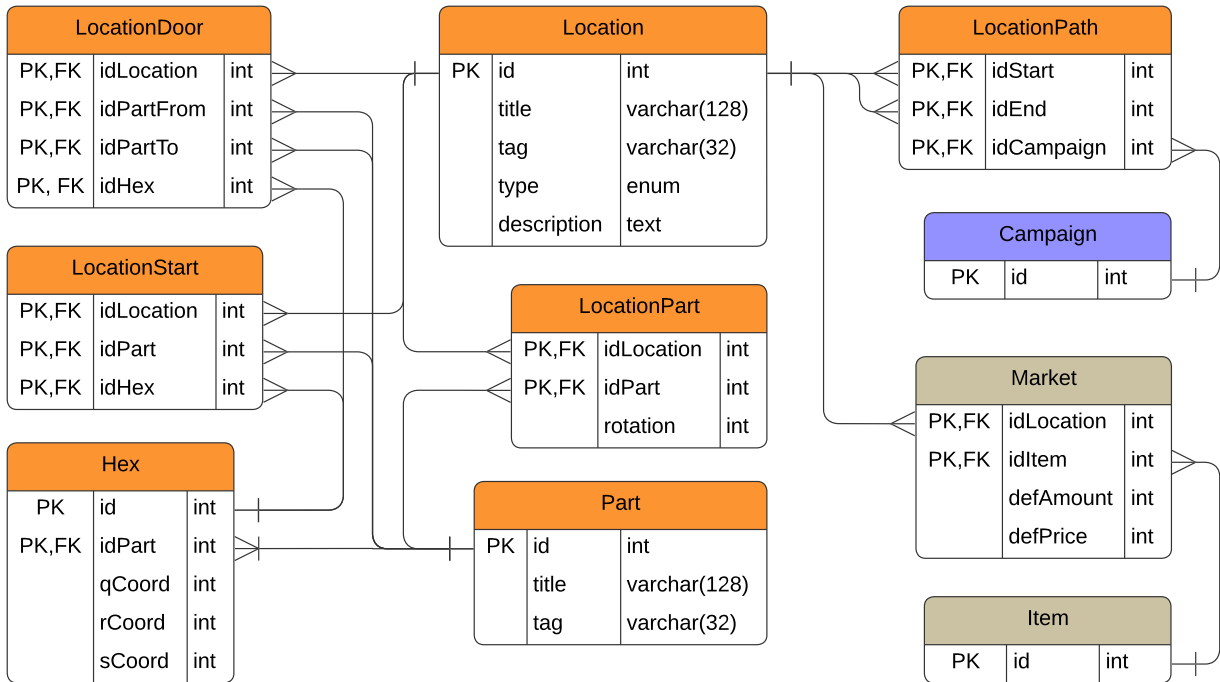 LocationDoor
PK,FK idLocation int
PK,FK idPartFrom int
PK,FK idPartTo int
PK, FK idHex int
Location
PK id int
title varchar(128)
tag varchar(32)
type enum
description text
LocationPath
PK,FK idStart int
PK,FK idEnd int
PK,FK idCampaign int
Campaign
PK id int
LocationStart
PK,FK idLocation int
PK,FK idPart int
PK,FK idHex int
LocationPart
PK,FK idLocation int
PK,FK idPart int
rotation int
Market
PK,FK idLocation int
PK,FK idItem int
defAmount int
defPrice int
Hex
PK id int
PK,FK idPart int
qCoord int
rCoord int
sCoord int
Part
PK id int
title varchar(128)
tag varchar(32)
Item
PK id int